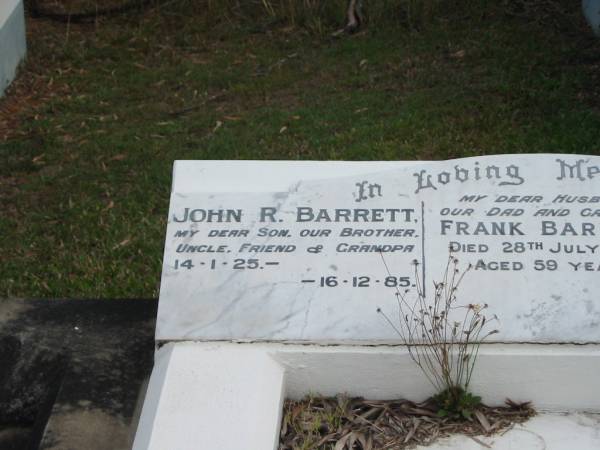 In Loving Me
JOHN R. BARRETT.
MY DEAR SON, OUR BROTHER,
UNCLE, FRIEND & GRANDPA
14-1-25.-
-16-12-85.
MY DEAR HUSB
OUR DAD AND
FRANK BAR
DIED 28TH JULY
AGED 59 YEA